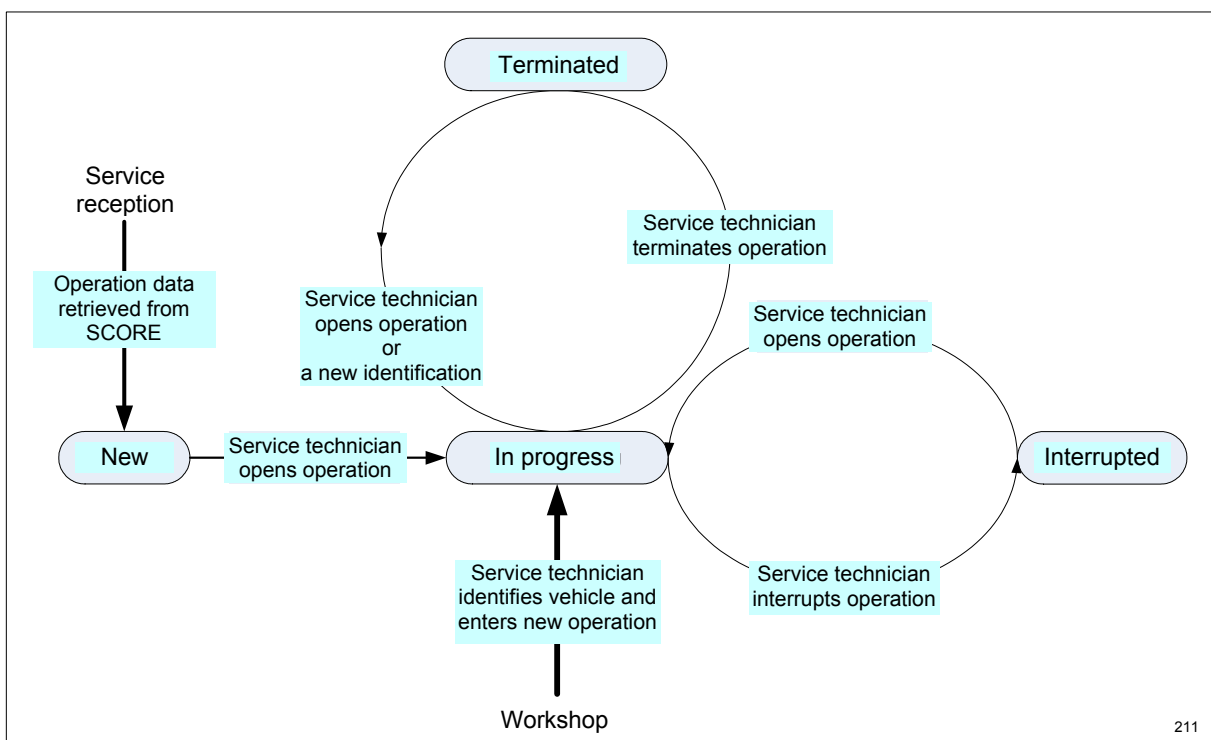 Terminated
Service
reception
Service technician
terminates operation
Operation data
retrieved from
SCORE
Service technician
opens operation
or
a new identification
Service technician
opens operation
New
Service technician
opens operation
In progress
Interrupted
Service technician
identifies vehicle and
enters new operation
Service technician
interrupts operation
Workshop
211